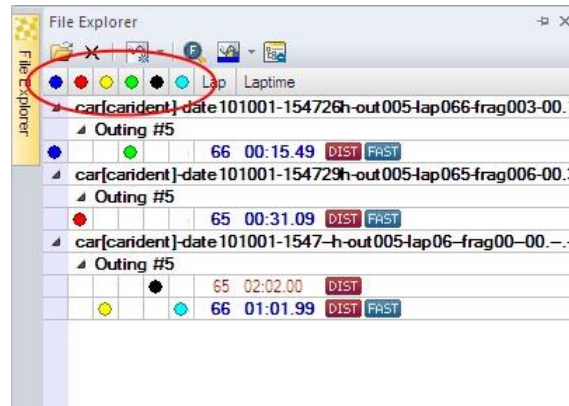 File Explorer
File Explorer
Lap Laptime
car[carident]-date101001-154726h-out005-lap066-frag003-00.
Outing #5
66 00:15.49 DIST FAST
car[carident]-date101001-154729h-out005-lap065-frag006-00.
Outing #5
65 00:31.09 DIST FAST
car[carident]-date101001-1547--h-out005-lap06--frag00--00.--.
Outing #5
65 02:02.00 DIST
66 01:01.99 DIST FAST